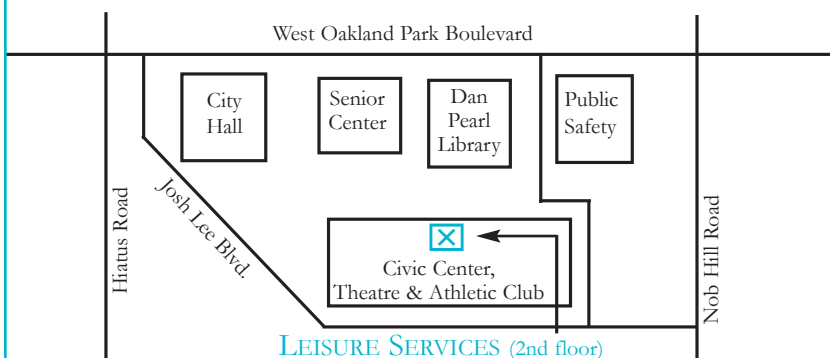 West Oakland Park Boulevard
City
Hall
Senior
Center
Dan
Pearl
Library
Public
Safety
Hiatus Road
Josh Lee Blvd.
Nob Hill Road
Civic Center,
Theatre & Athletic Club
LEISURE SERVICES (2nd floor)